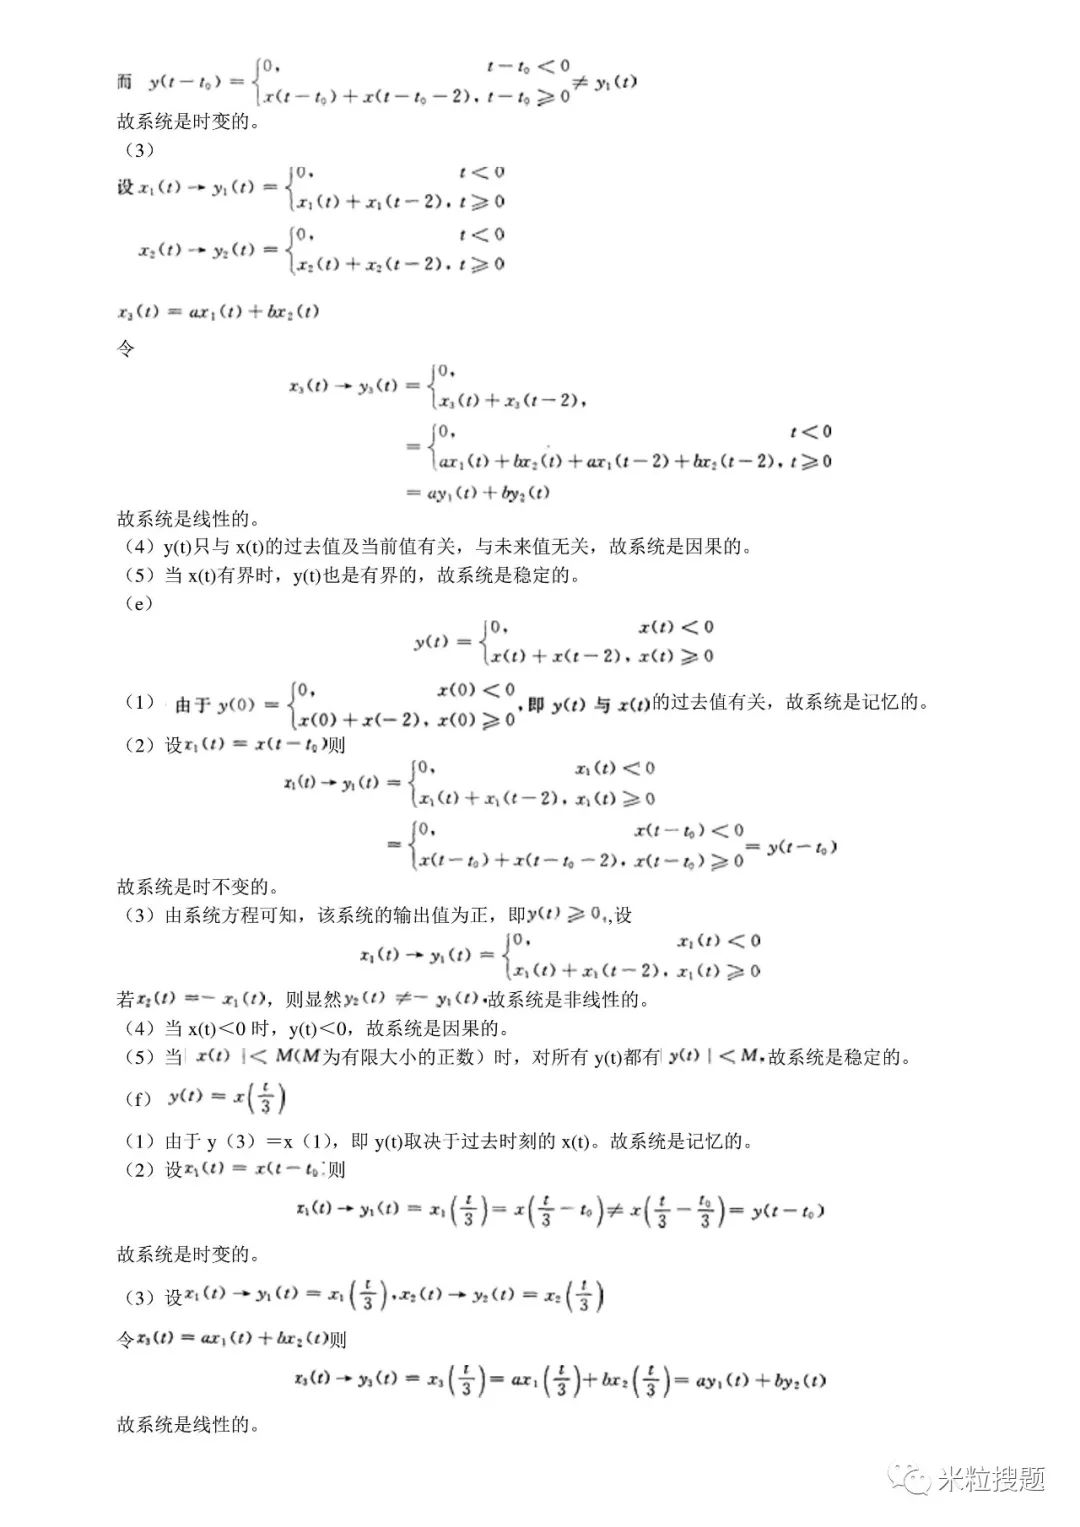 而 y(t－t₀)＝{0, t－t₀＜0
x(t－t₀)＋x(t－t₀－2), t－t₀⩾0 ≠ y₁(t)
故系统是时变的。
（3）
设 x₁(t)→y₁(t)＝{0, t＜0
x₁(t)＋x₁(t－2), t⩾0
x₂(t)→y₂(t)＝{0, t＜0
x₂(t)＋x₂(t－2), t⩾0
x₃(t)＝ax₁(t)＋bx₂(t)
令
x₃(t)→y₃(t)＝{0,
x₃(t)＋x₃(t－2),
＝{0, t＜0
ax₁(t)＋bx₂(t)＋ax₁(t－2)＋bx₂(t－2), t⩾0
＝ay₁(t)＋by₂(t)
故系统是线性的。
（4）y(t)只与 x(t)的过去值及当前值有关，与未来值无关，故系统是因果的。
（5）当 x(t)有界时，y(t)也是有界的，故系统是稳定的。
（e）
y(t)＝{0, x(t)＜0
x(t)＋x(t－2), x(t)⩾0
（1）由于 y(0)＝{0, x(0)＜0
x(0)＋x(－2), x(0)⩾0 ,即 y(t) 与 x(t)的过去值有关，故系统是记忆的。
（2）设x₁(t)＝x(t－t₀)则
x₁(t)→y₁(t)＝{0, x₁(t)＜0
x₁(t)＋x₁(t－2), x₁(t)⩾0
＝{0, x(t－t₀)＜0
x(t－t₀)＋x(t－t₀－2), x(t－t₀)⩾0 ＝y(t－t₀)
故系统是时不变的。
（3）由系统方程可知，该系统的输出值为正，即y(t)⩾0,,设
x₁(t)→y₁(t)＝{0, x₁(t)＜0
x₁(t)＋x₁(t－2), x₁(t)⩾0
若x₂(t)＝－x₁(t)，则显然y₂(t)≠－y₁(t),故系统是非线性的。
（4）当 x(t)＜0 时，y(t)＜0，故系统是因果的。
（5）当|x(t)|＜M(M为有限大小的正数）时，对所有 y(t)都有|y(t)|＜M,故系统是稳定的。
（f） y(t)＝x(t/3)
（1）由于 y（3）＝x（1），即 y(t)取决于过去时刻的 x(t)。故系统是记忆的。
（2）设x₁(t)＝x(t－t₀)则
x₁(t)→y₁(t)＝x₁(t/3)＝x(t/3－t₀)≠x(t/3－t₀/3)＝y(t－t₀)
故系统是时变的。
（3）设x₁(t)→y₁(t)＝x₁(t/3),x₂(t)→y₂(t)＝x₂(t/3)
令x₃(t)＝ax₁(t)＋bx₂(t)则
x₃(t)→y₃(t)＝x₃(t/3)＝ax₁(t/3)＋bx₂(t/3)＝ay₁(t)＋by₂(t)
故系统是线性的。
米粒搜题